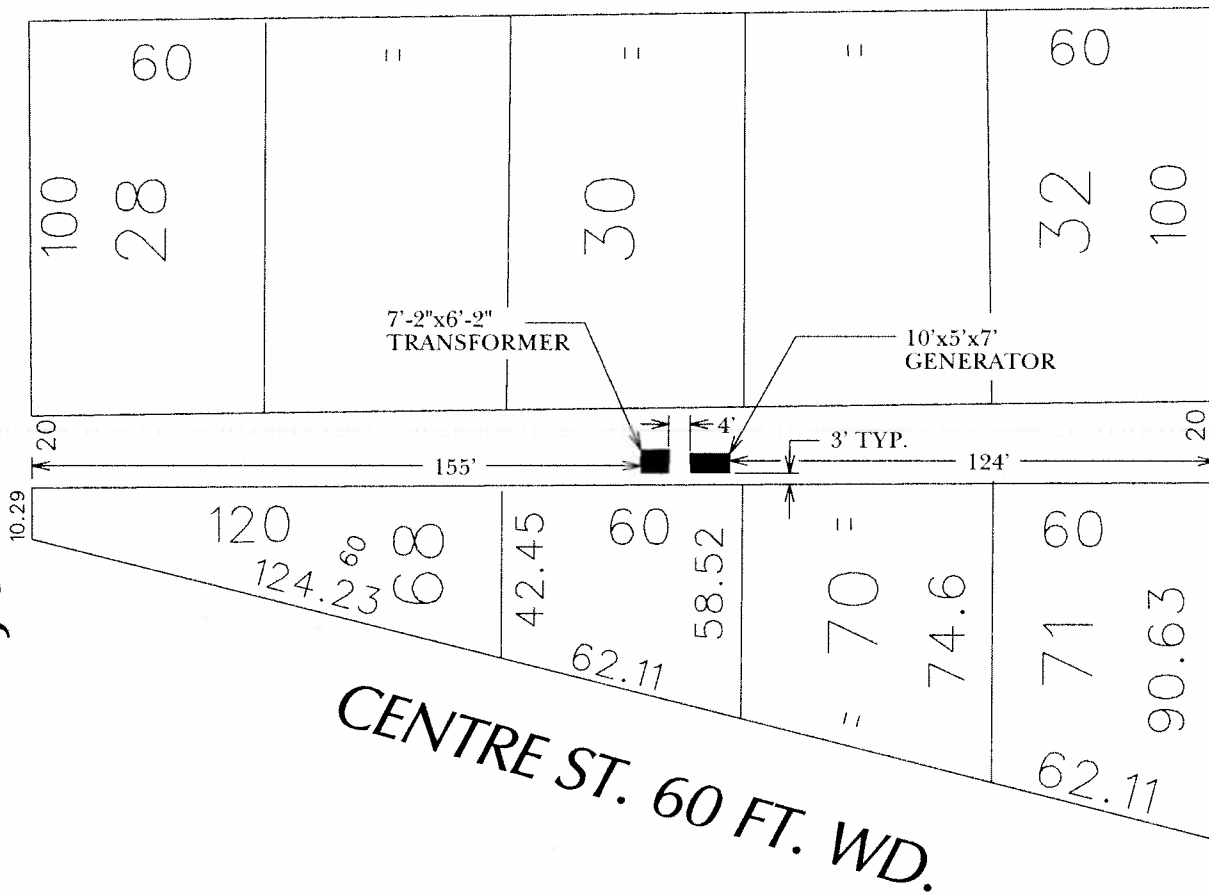 60 " " " 60
100 28 30 32 100
7'-2"x6'-2"
TRANSFORMER
10'x5'x7'
GENERATOR
20 155' 4' 3' TYP. 124' 20
10.29
120 60 68 42.45 60 58.52 " 70 74.6 60 71 90.63
124.23
62.11 " 62.11
CENTRE ST. 60 FT. WD.